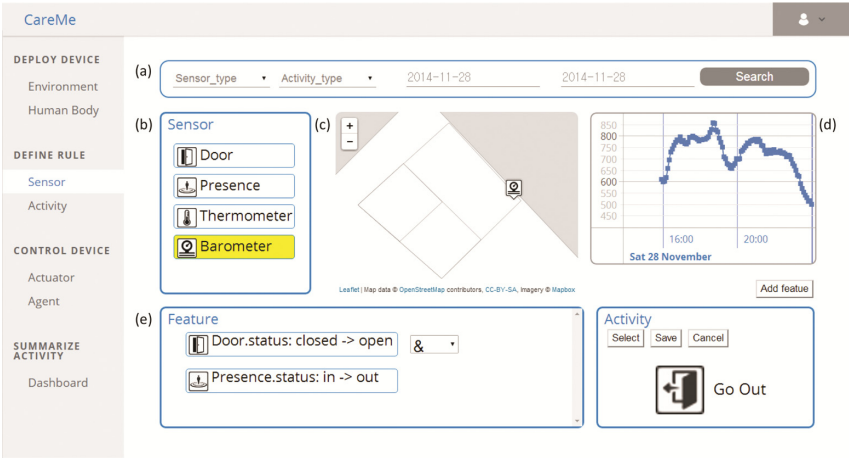 CareMe
DEPLOY DEVICE
Environment
Human Body
DEFINE RULE
Sensor
Activity
CONTROL DEVICE
Actuator
Agent
SUMMARIZE
ACTIVITY
Dashboard
(a)
Sensor_type Activity_type 2014-11-28 2014-11-28 Search
(b)
Sensor
Door
Presence
Thermometer
Barometer
(c)
+
−
Leaflet | Map data © OpenStreetMap contributors, CC-BY-SA, Imagery © Mapbox
(d)
850
800
750
700
650
600
550
500
450
16:00 20:00
Sat 28 November
Add featue
(e)
Feature
Door.status: closed -> open &
Presence.status: in -> out
Activity
Select Save Cancel
Go Out